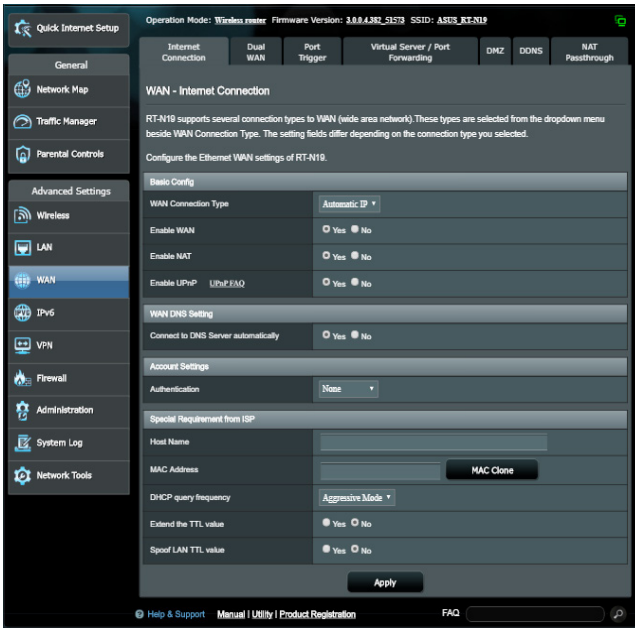 Quick Internet Setup
Operation Mode: Wireless router Firmware Version: 3.0.0.4.382_51573 SSID: ASUS_RT-N19
General
Network Map
Traffic Manager
Parental Controls
Advanced Settings
Wireless
LAN
WAN
IPv6
VPN
Firewall
Administration
System Log
Network Tools
Internet Connection
Dual WAN
Port Trigger
Virtual Server / Port Forwarding
DMZ
DDNS
NAT Passthrough
WAN - Internet Connection
RT-N19 supports several connection types to WAN (wide area network).These types are selected from the dropdown menu
beside WAN Connection Type. The setting fields differ depending on the connection type you selected.
Configure the Ethernet WAN settings of RT-N19.
Basic Config
WAN Connection Type Automatic IP
Enable WAN Yes No
Enable NAT Yes No
Enable UPnP UPnP FAQ Yes No
WAN DNS Setting
Connect to DNS Server automatically Yes No
Account Settings
Authentication None
Special Requirement from ISP
Host Name
MAC Address MAC Clone
DHCP query frequency Aggressive Mode
Extend the TTL value Yes No
Spoof LAN TTL value Yes No
Apply
Help & Support Manual | Utility | Product Registration FAQ